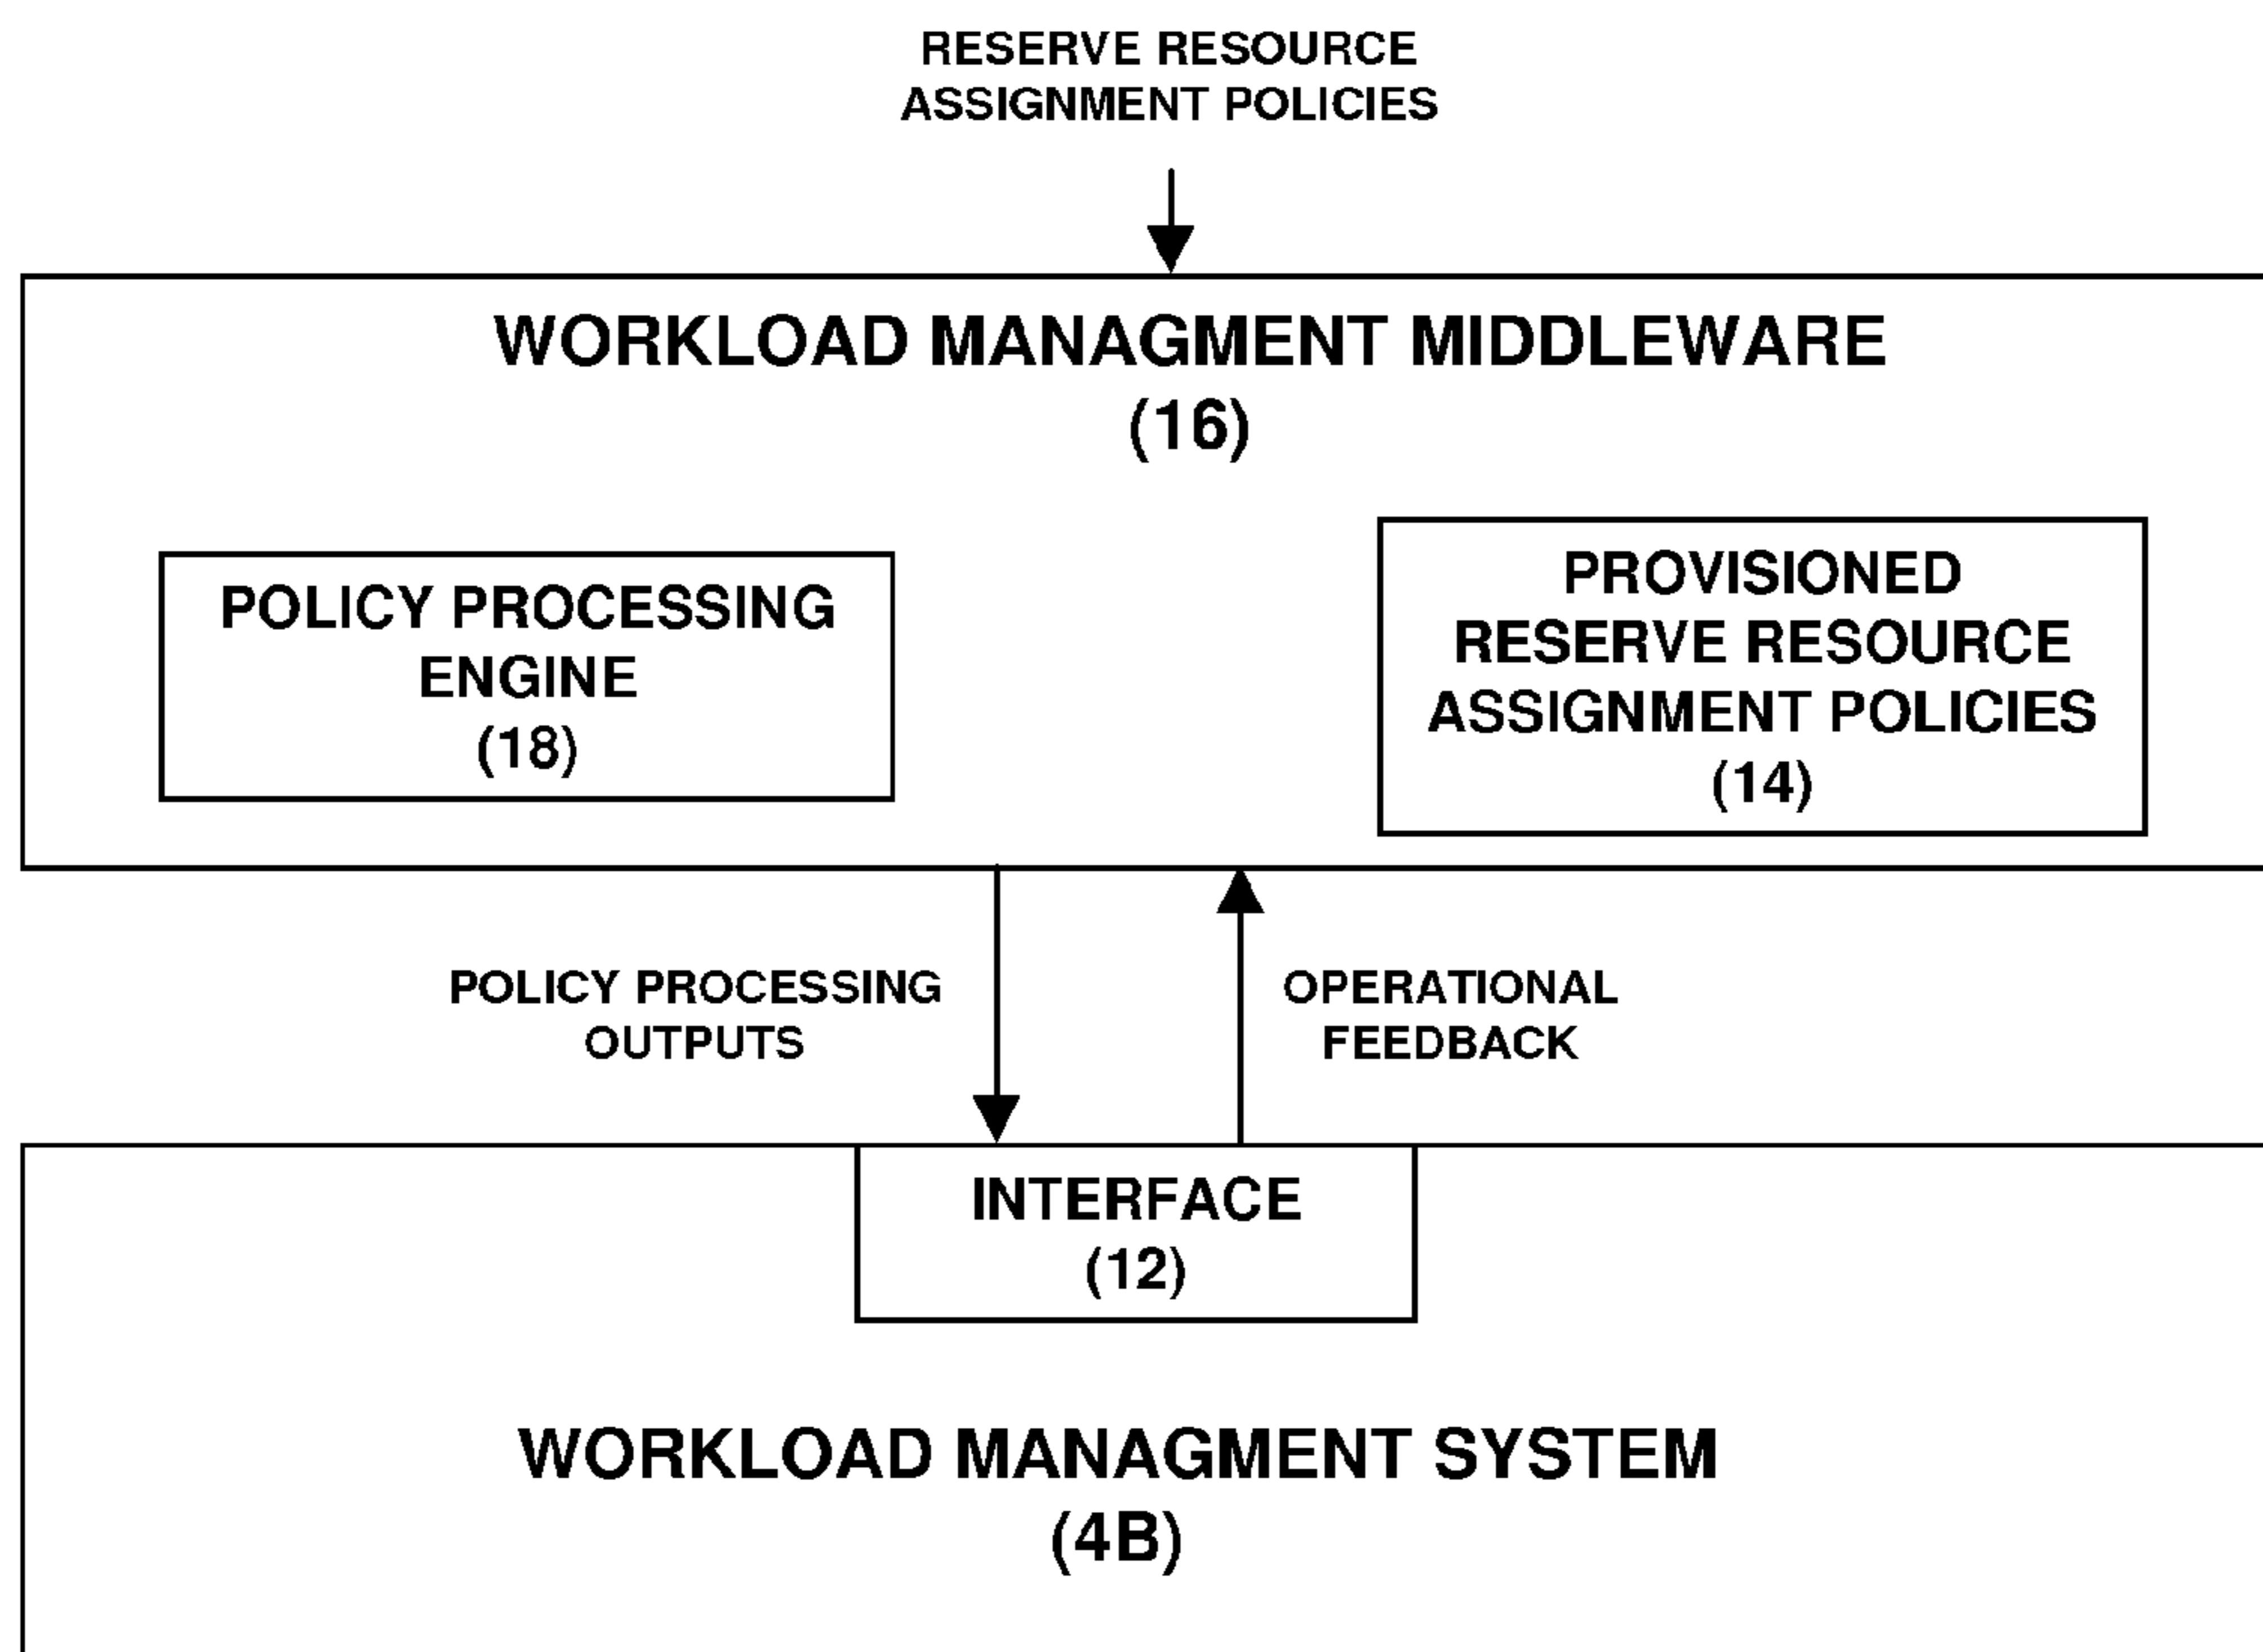 RESERVE RESOURCE
ASSIGNMENT POLICIES
WORKLOAD MANAGMENT MIDDLEWARE
(16)
POLICY PROCESSING
ENGINE
(18)
PROVISIONED
RESERVE RESOURCE
ASSIGNMENT POLICIES
(14)
POLICY PROCESSING
OUTPUTS
OPERATIONAL
FEEDBACK
INTERFACE
(12)
WORKLOAD MANAGMENT SYSTEM
(4B)